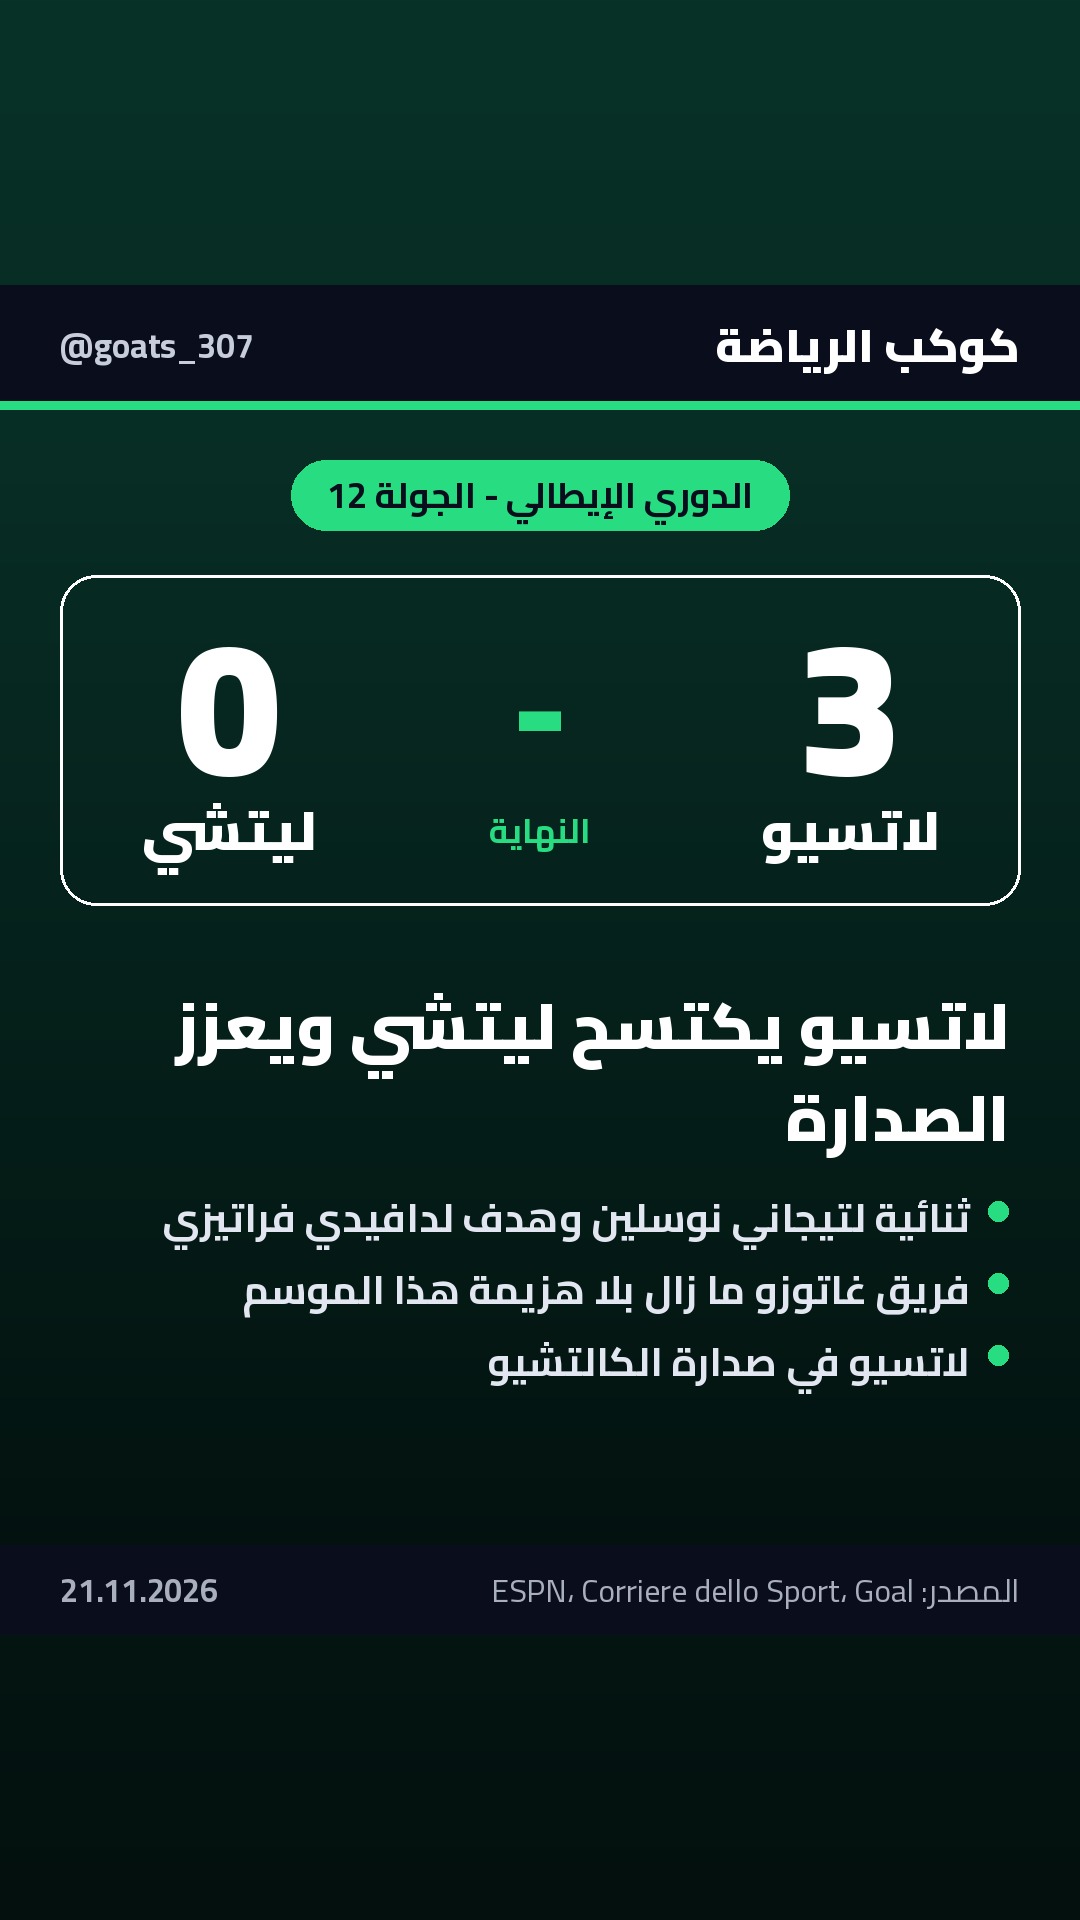 كوكب الرياضة
@goats_307
الدوري الإيطالي - الجولة 12
3 - 0
لاتسيو النهاية ليتشي
لاتسيو يكتسح ليتشي ويعزز
الصدارة
ثنائية لتيجاني نوسلين وهدف لدافيدي فراتيزي
فريق غاتوزو ما زال بلا هزيمة هذا الموسم
لاتسيو في صدارة الكالتشيو
المصدر: ESPN، Corriere dello Sport، Goal
21.11.2026